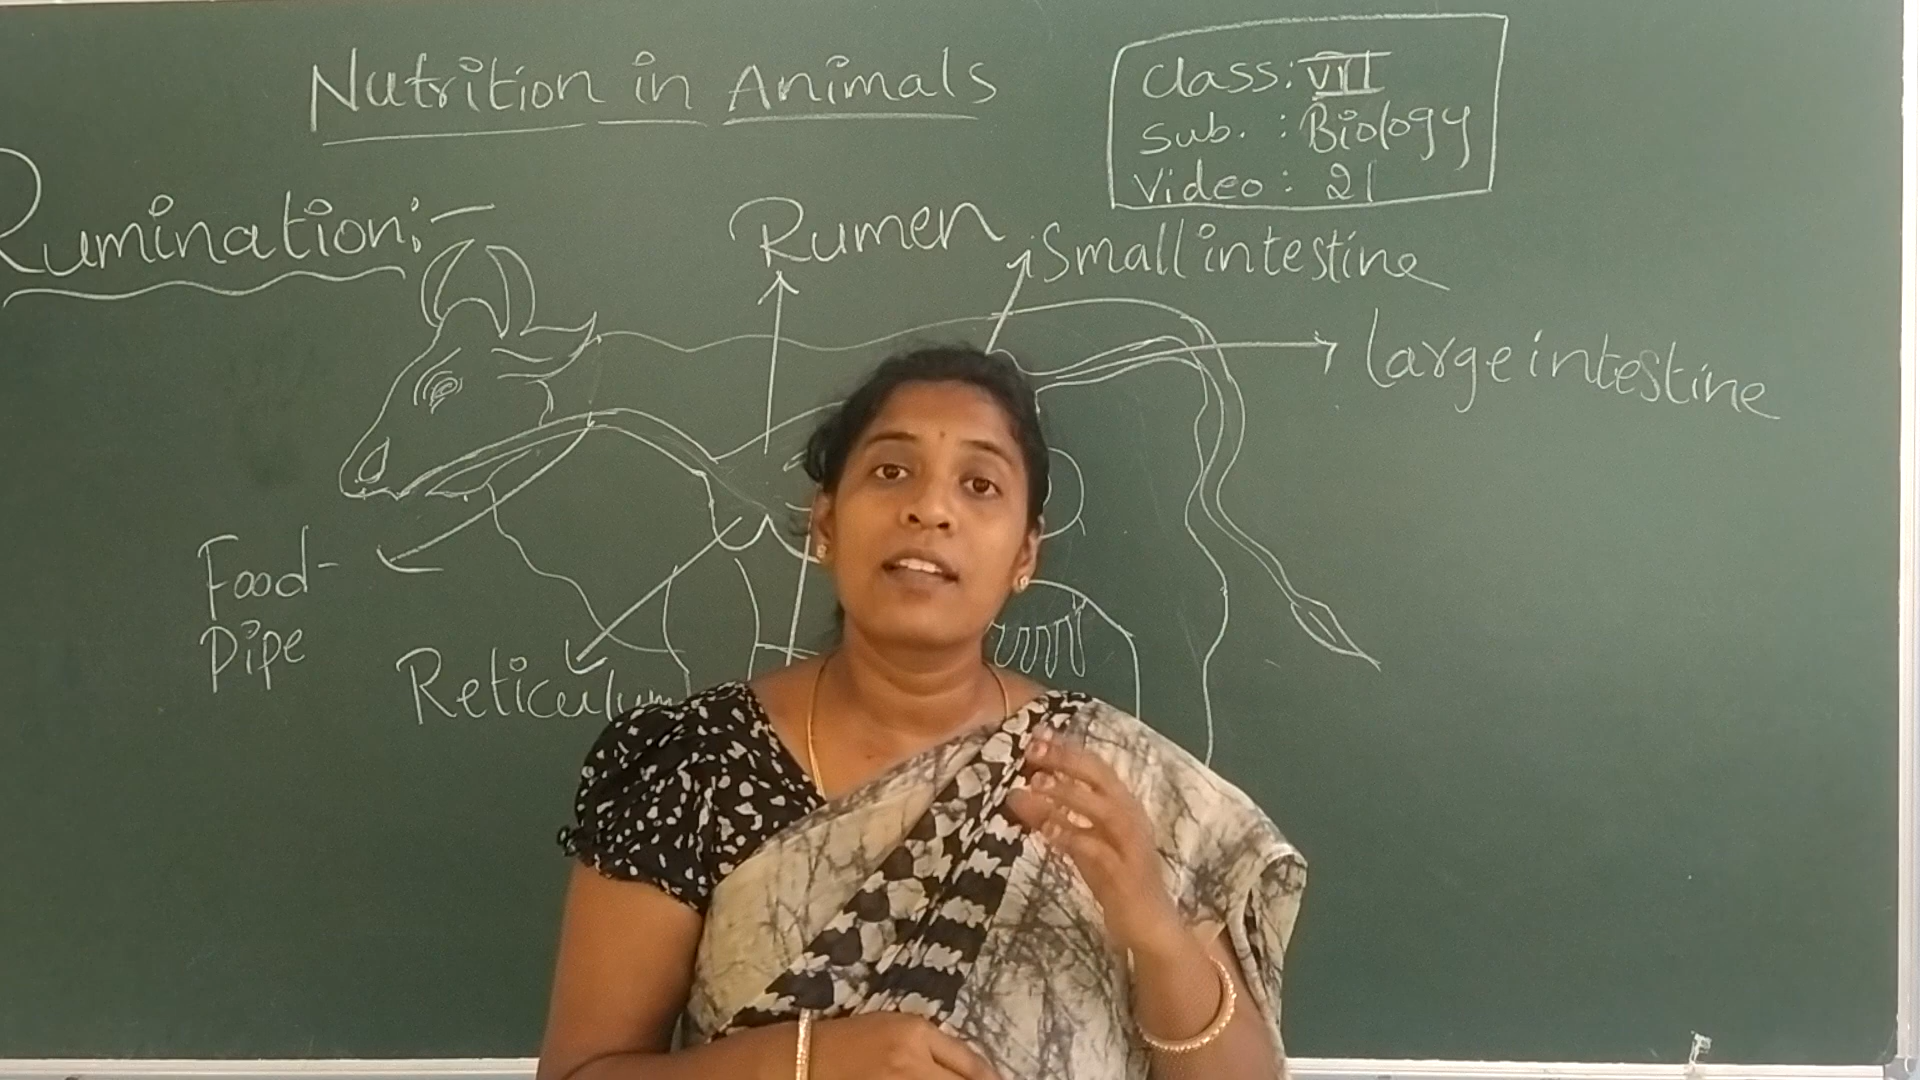 Nutrition in Animals
Class: VII
Sub. : Biology
Video : 21
Rumination:-
Rumen
Small intestine
Large intestine
Food-
Pipe
Reticulum